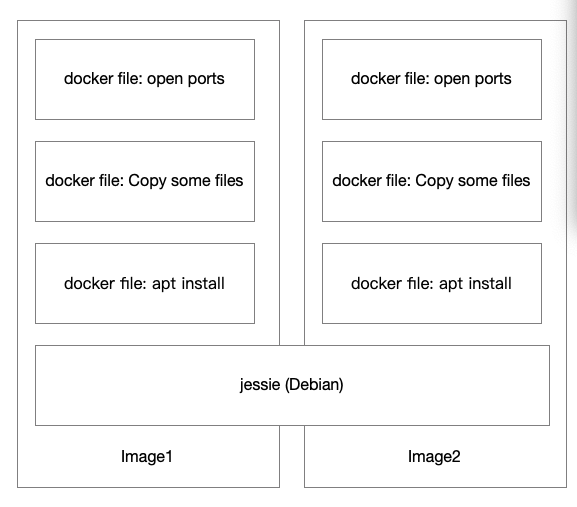 docker file: open ports
docker file: open ports
docker file: Copy some files
docker file: Copy some files
docker file: apt install
docker file: apt install
jessie (Debian)
Image1
Image2